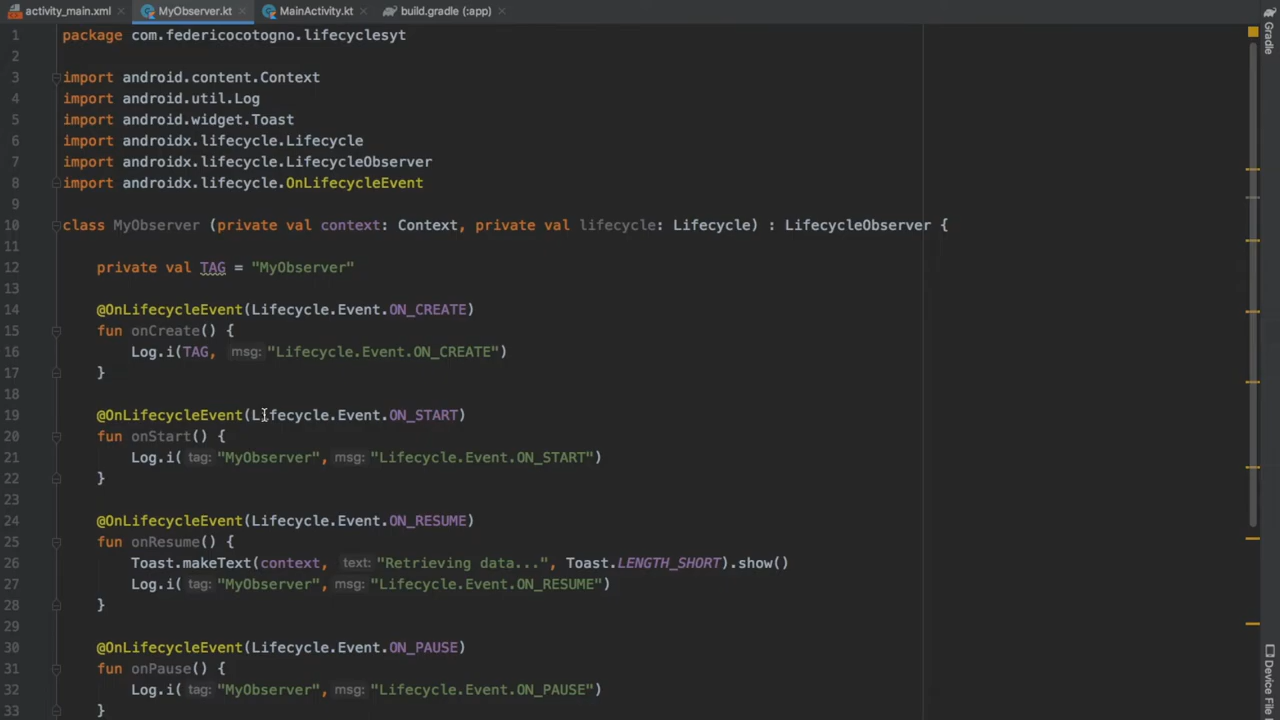 activity_main.xml MyObserver.kt MainActivity.kt build.gradle (:app)
1 package com.federicocotogno.lifecyclesyt
2
3 import android.content.Context
4 import android.util.Log
5 import android.widget.Toast
6 import androidx.lifecycle.Lifecycle
7 import androidx.lifecycle.LifecycleObserver
8 import androidx.lifecycle.OnLifecycleEvent
9
10 class MyObserver (private val context: Context, private val lifecycle: Lifecycle) : LifecycleObserver {
11
12 private val TAG = "MyObserver"
13
14 @OnLifecycleEvent(Lifecycle.Event.ON_CREATE)
15 fun onCreate() {
16 Log.i(TAG, msg: "Lifecycle.Event.ON_CREATE")
17 }
18
19 @OnLifecycleEvent(Lifecycle.Event.ON_START)
20 fun onStart() {
21 Log.i( tag: "MyObserver", msg: "Lifecycle.Event.ON_START")
22 }
23
24 @OnLifecycleEvent(Lifecycle.Event.ON_RESUME)
25 fun onResume() {
26 Toast.makeText(context, text: "Retrieving data...", Toast.LENGTH_SHORT).show()
27 Log.i( tag: "MyObserver", msg: "Lifecycle.Event.ON_RESUME")
28 }
29
30 @OnLifecycleEvent(Lifecycle.Event.ON_PAUSE)
31 fun onPause() {
32 Log.i( tag: "MyObserver", msg: "Lifecycle.Event.ON_PAUSE")
33 }
Gradle
Device File